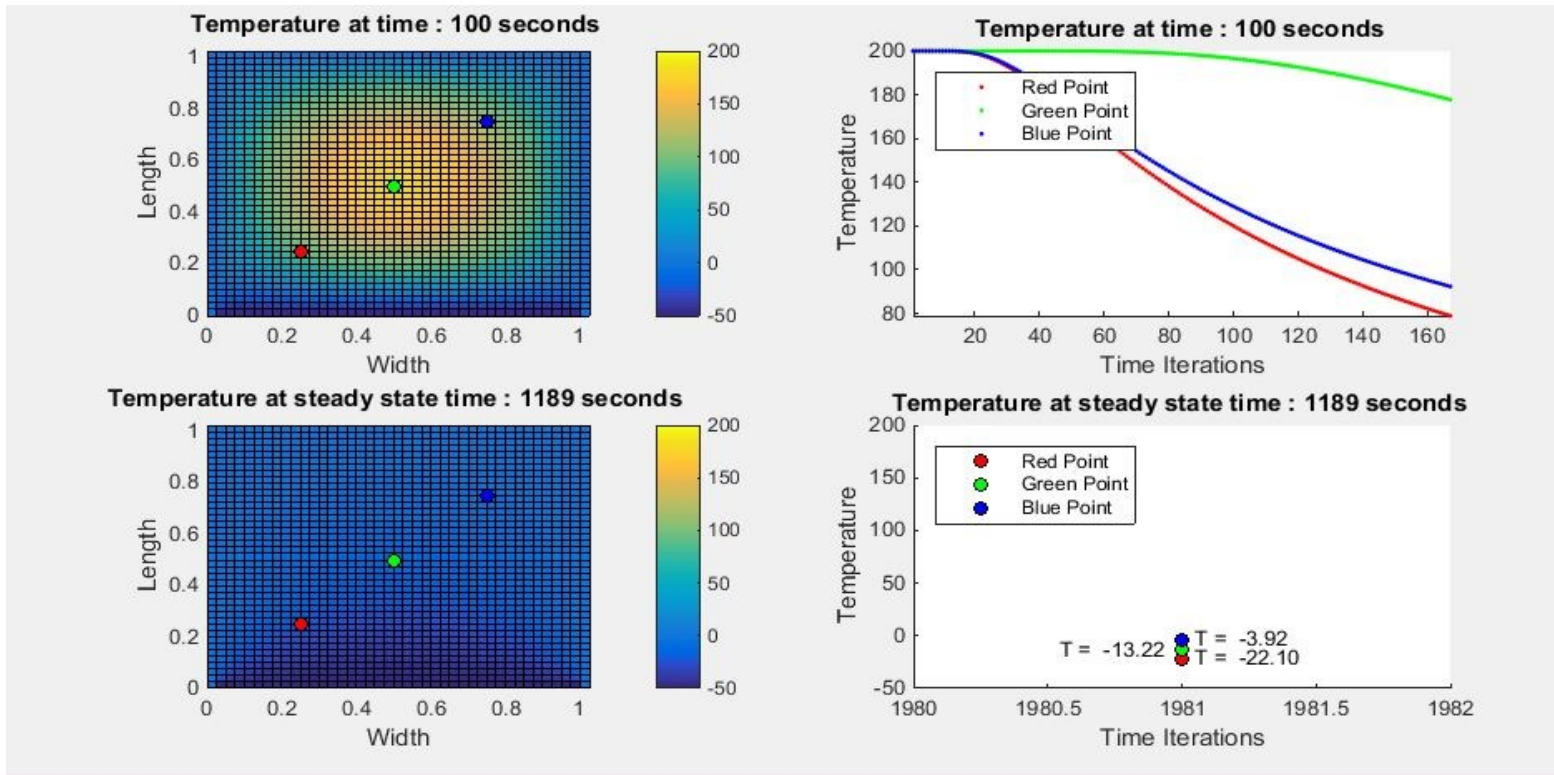 Temperature at time : 100 seconds
1
0.8
0.6
0.4
0.2
0
Length
0 0.2 0.4 0.6 0.8 1
Width
200
150
100
50
0
-50
Temperature at time : 100 seconds
200
180
160
140
120
100
80
Temperature
Red Point
Green Point
Blue Point
20 40 60 80 100 120 140 160
Time Iterations
Temperature at steady state time : 1189 seconds
1
0.8
0.6
0.4
0.2
0
Length
0 0.2 0.4 0.6 0.8 1
Width
200
150
100
50
0
-50
Temperature at steady state time : 1189 seconds
200
150
100
50
0
-50
Temperature
Red Point
Green Point
Blue Point
T = -3.92
T = -13.22
T = -22.10
1980 1980.5 1981 1981.5 1982
Time Iterations